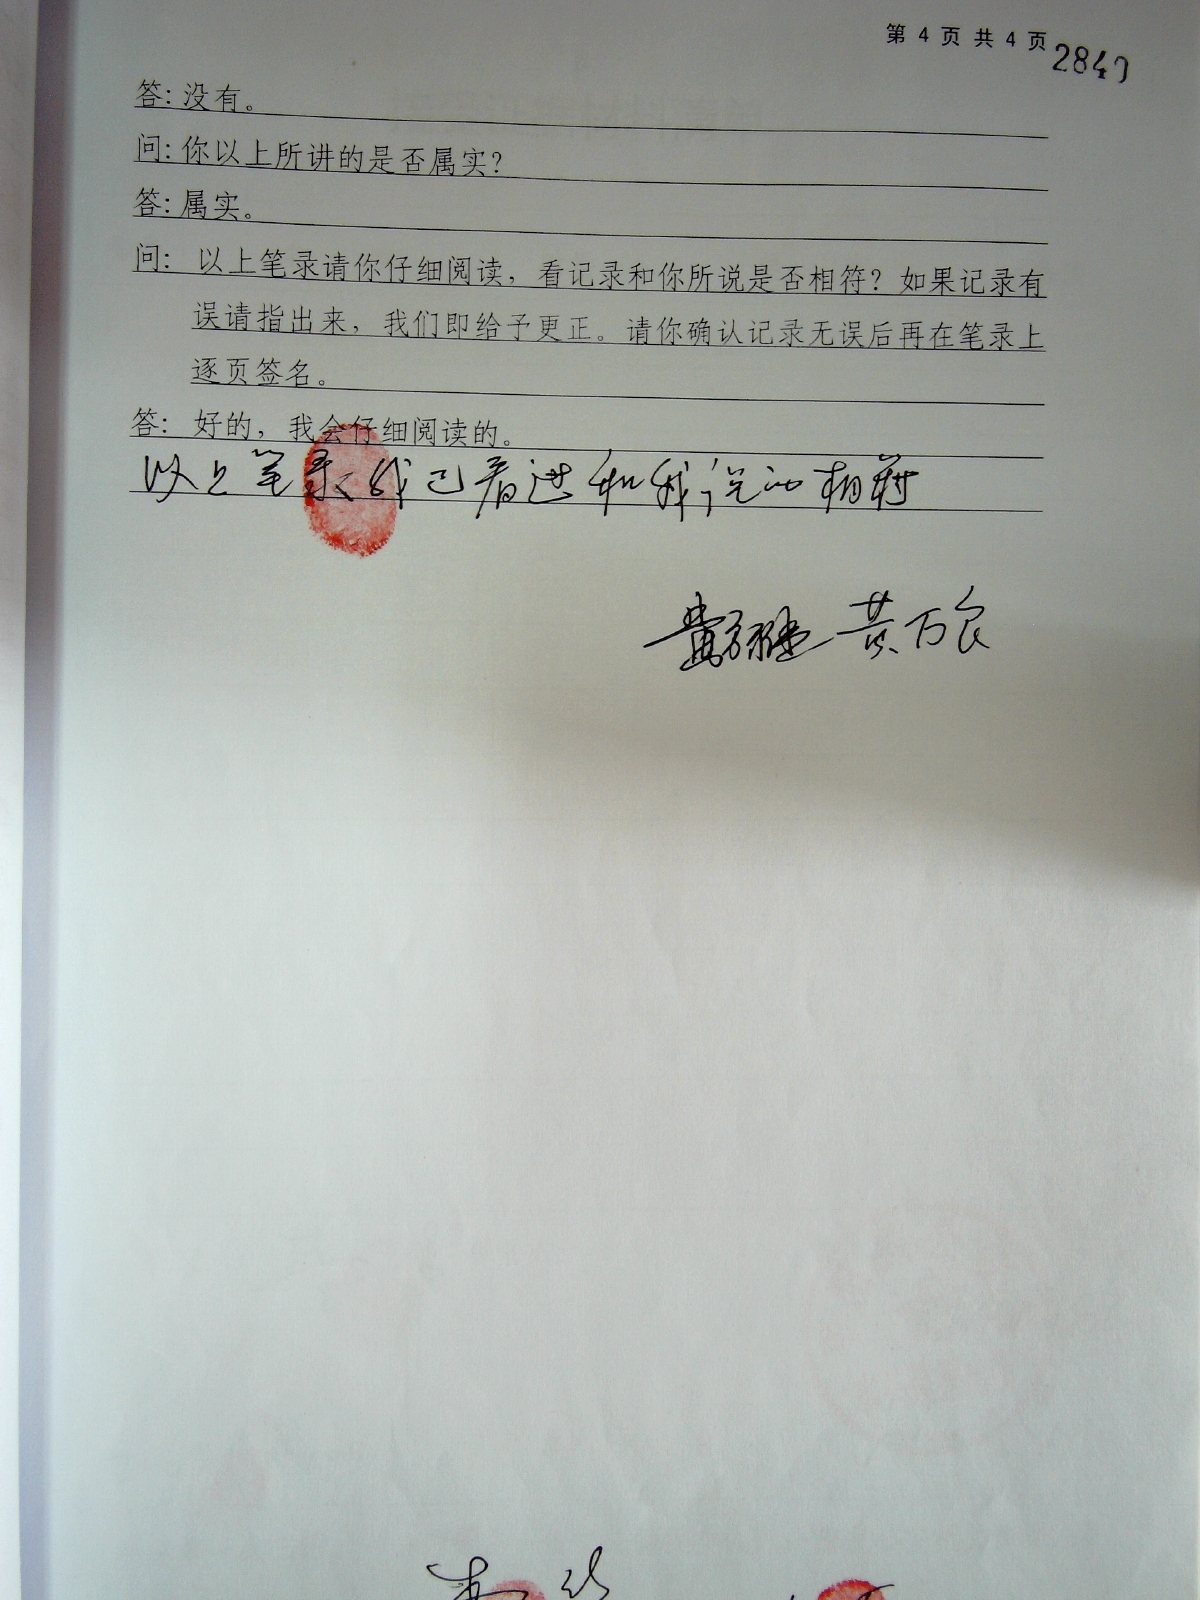 第 4 页 共 4 页
284
答: 没有。
问: 你以上所讲的是否属实?
答: 属实。
问: 以上笔录请你仔细阅读，看记录和你所说是否相符? 如果记录有
误请指出来，我们即给予更正。请你确认记录无误后再在笔录上
逐页签名。
答: 好的，我会仔细阅读的。
以上笔录我已看过和我说的相符
黄万良